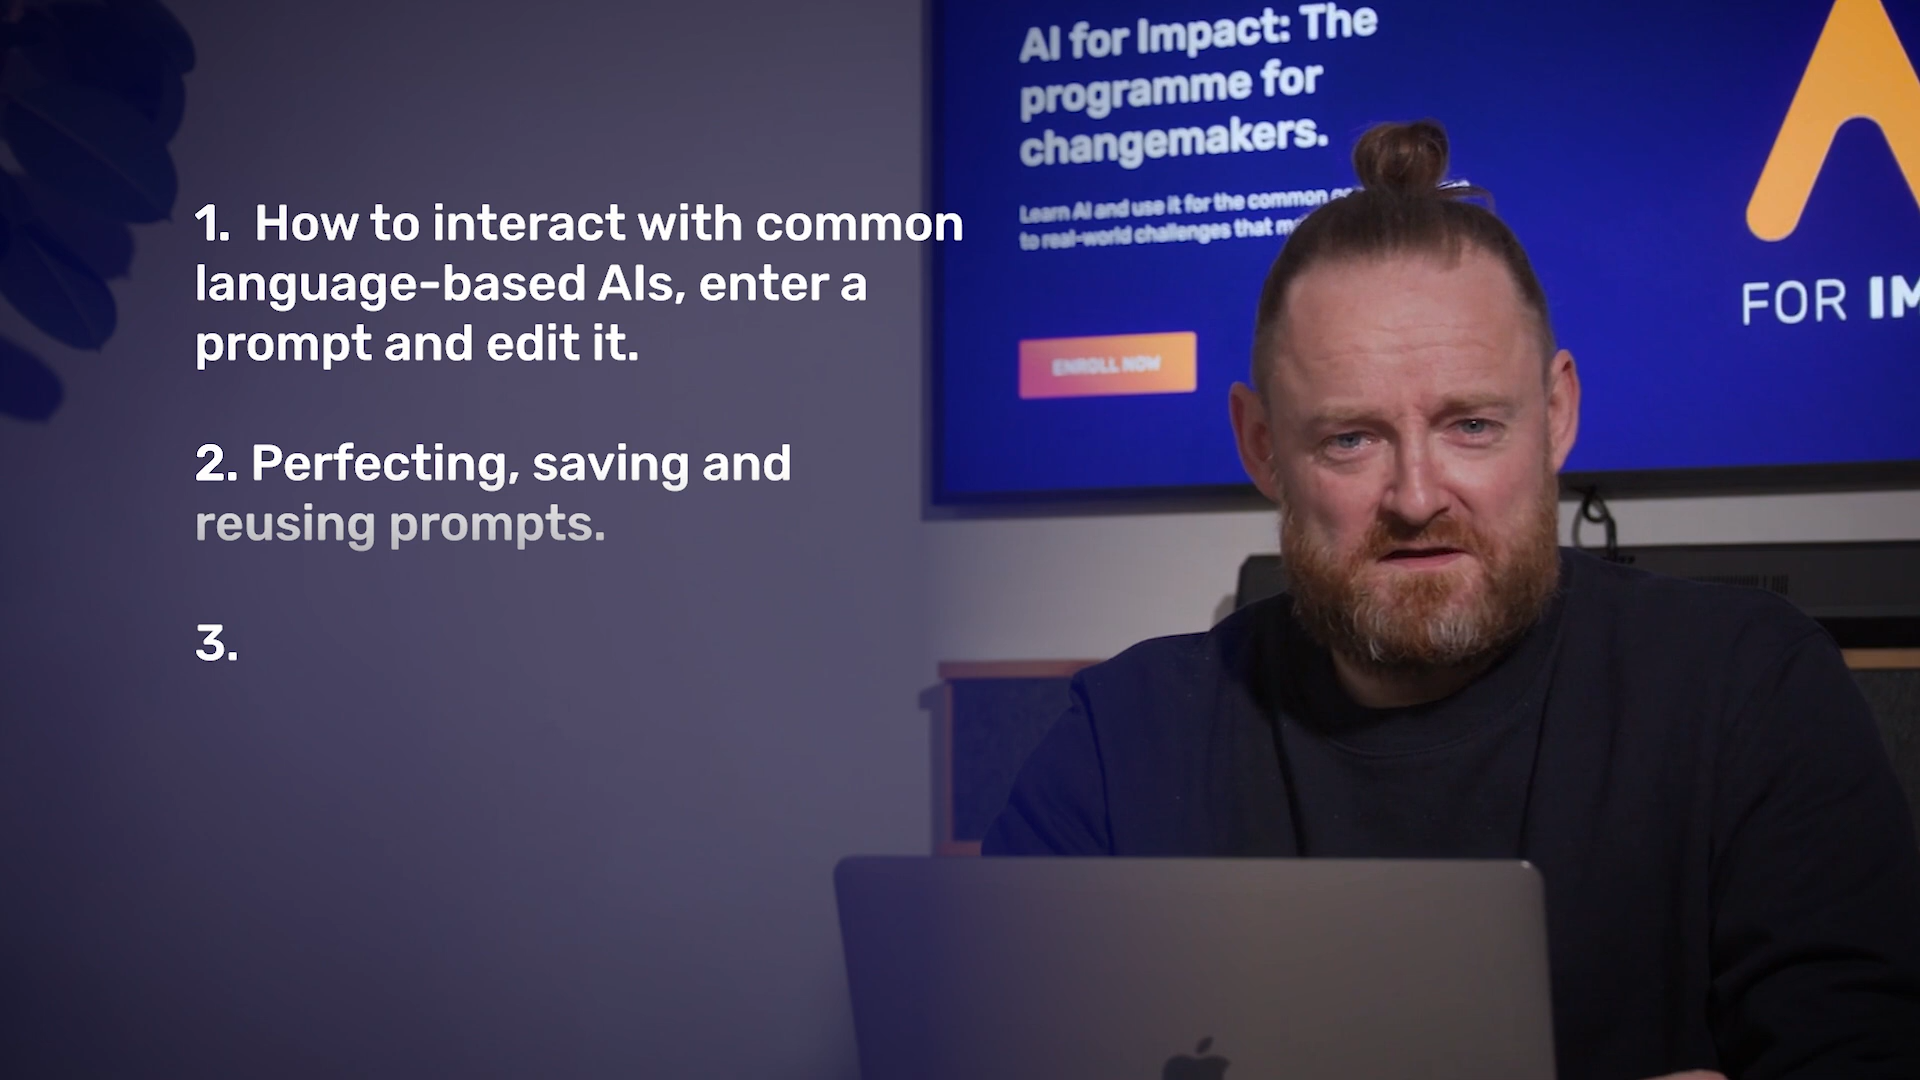 1. How to interact with common
language-based AIs, enter a
prompt and edit it.
2. Perfecting, saving and
reusing prompts.
3.
AI for Impact: The
programme for
changemakers.
Learn AI and use it for the common
to real-world challenges that
ENROLL NOW
FOR